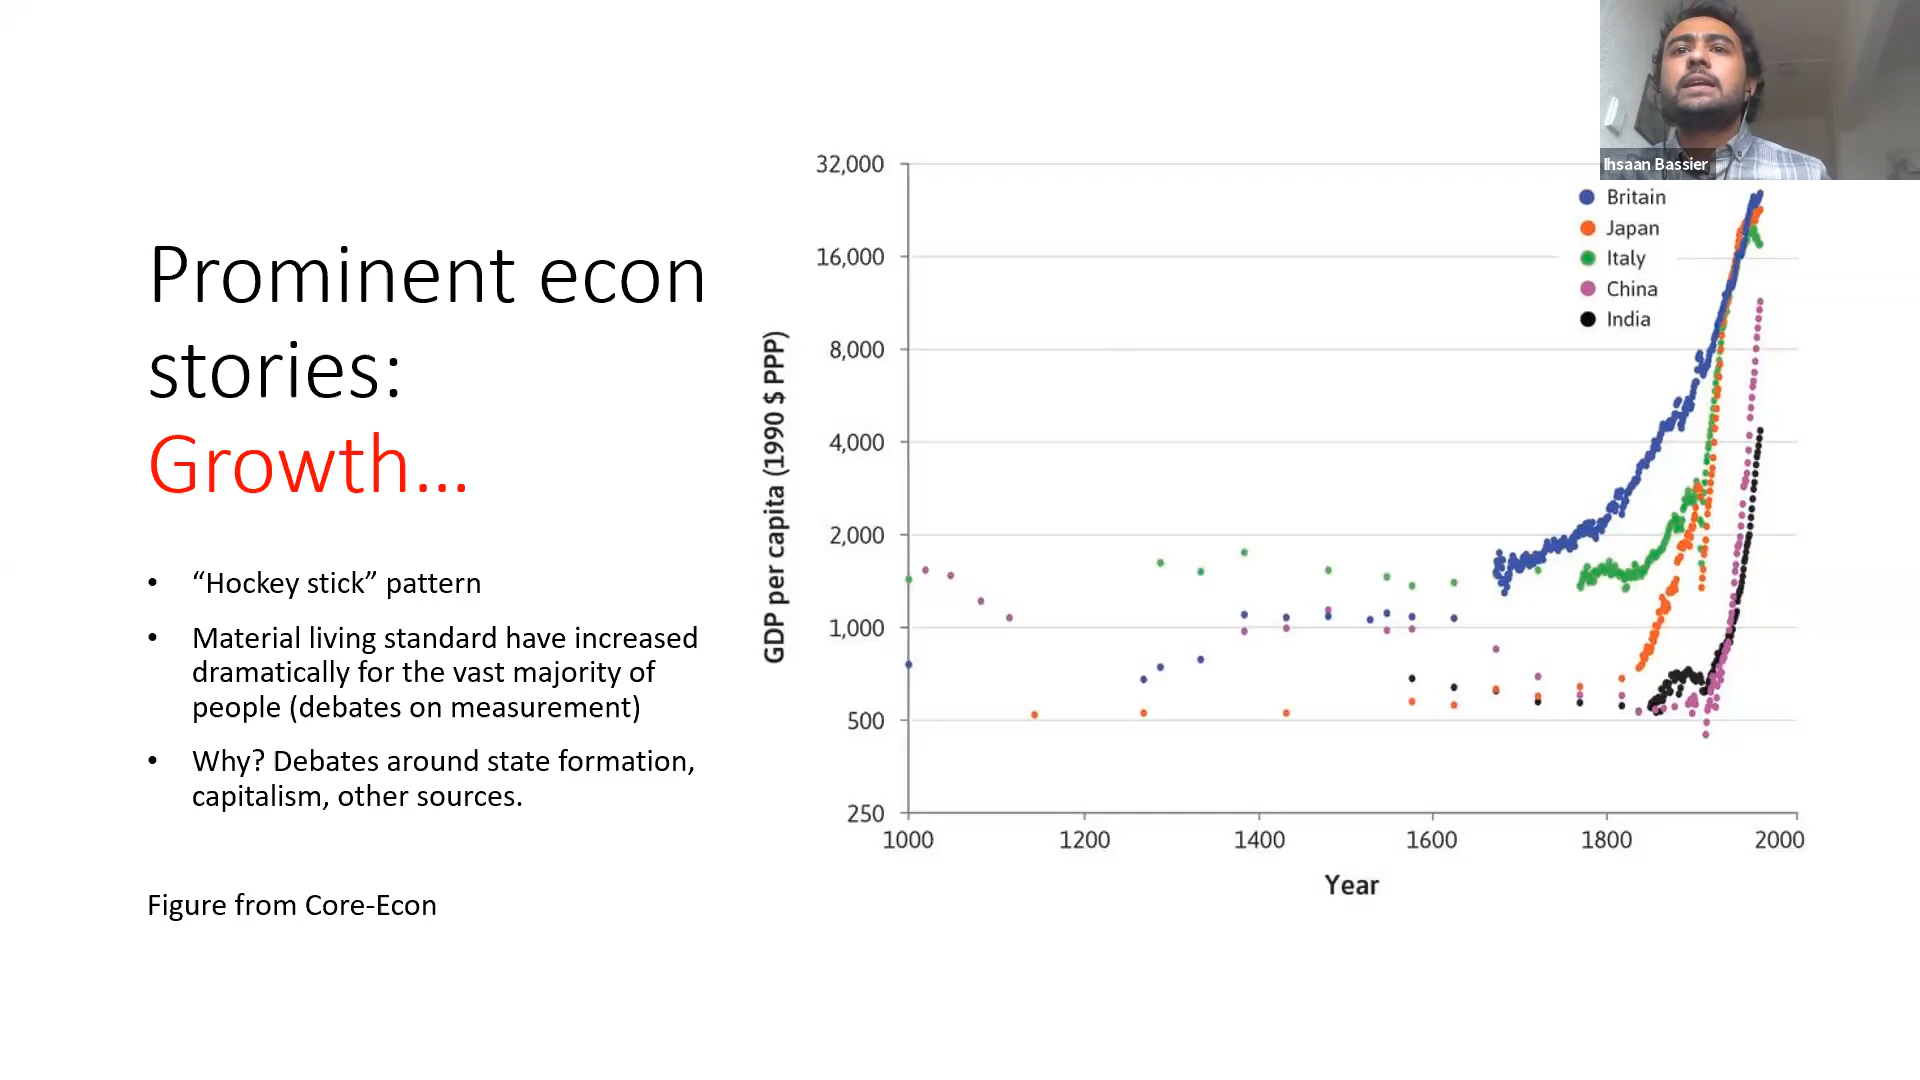 Prominent econ
stories:
Growth...
• “Hockey stick” pattern
• Material living standard have increased
dramatically for the vast majority of
people (debates on measurement)
• Why? Debates around state formation,
capitalism, other sources.
Figure from Core-Econ
GDP per capita (1990 $ PPP)
32,000
16,000
8,000
4,000
2,000
1,000
500
250
1000
1200
1400
1600
1800
2000
Year
Britain
Japan
Italy
China
India
Ihsaan Bassier